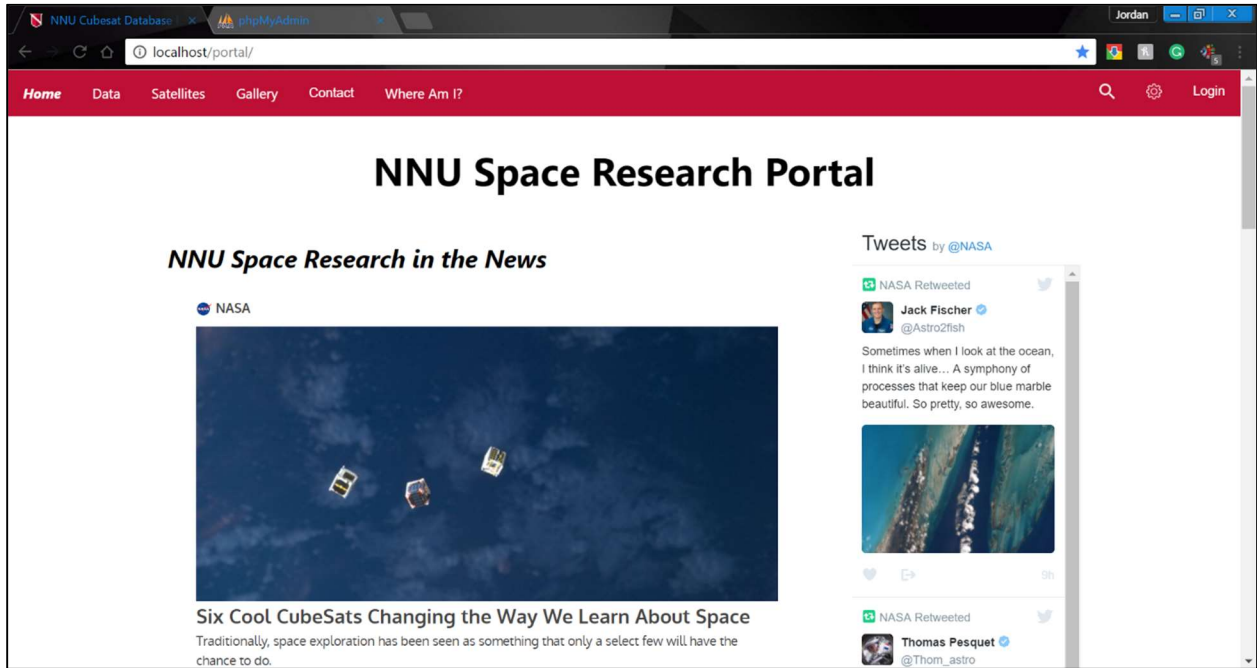 NNU Cubesat Database
phpMyAdmin
Jordan
localhost/portal/
5
Home Data Satellites Gallery Contact Where Am I? Login
NNU Space Research Portal
NNU Space Research in the News
NASA
Six Cool CubeSats Changing the Way We Learn About Space
Traditionally, space exploration has been seen as something that only a select few will have the
chance to do.
Tweets by @NASA
NASA Retweeted
Jack Fischer
@Astro2fish
Sometimes when I look at the ocean,
I think it's alive… A symphony of
processes that keep our blue marble
beautiful. So pretty, so awesome.
9h
NASA Retweeted
Thomas Pesquet
@Thom_astro